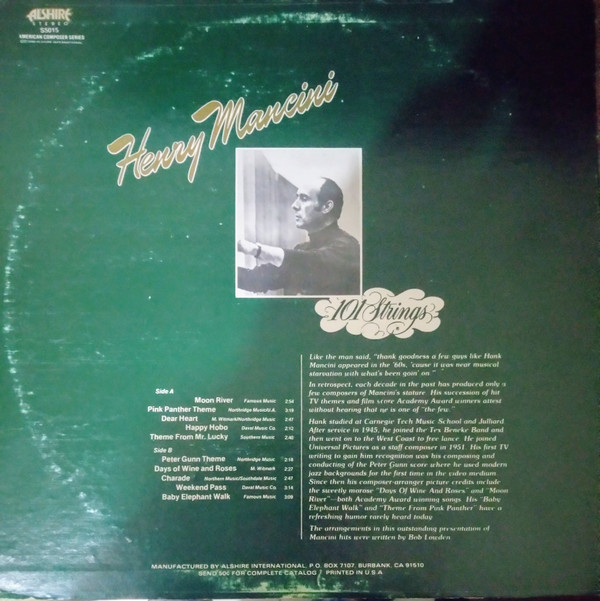 ALSHIRE
STEREO
S5015
AMERICAN COMPOSER SERIES
Henry Mancini
101 Strings
Side A
Moon River Famous Music 2:54
Pink Panther Theme Northridge Music/U.A. 3:19
Dear Heart M. Witmark/Northridge Music 3:47
Happy Hobo Daval Music Co. 2:12
Theme From Mr. Lucky Southern Music 2:40
Side B
Peter Gunn Theme Northridge Music 2:18
Days of Wine and Roses M. Witmark 2:27
Charade Northern Music/Southdale Music 2:47
Weekend Pass Daval Music Co. 3:14
Baby Elephant Walk Famous Music 3:08
Like the man said, "thank goodness a few guys like Hank
Mancini appeared in the '60s, 'cause it was near musical
starvation with what's been goin' on."
In retrospect, each decade in the past has produced only a
few composers of Mancini's stature. His succession of hit
TV themes and film score Academy Award winners attest
without hearing that he is one of "the few."
Hank studied at Carnegie Tech Music School and Julliard.
After service in 1945, he joined the Tex Beneke Band and
then went on to the West Coast to free lance. He joined
Universal Pictures as a staff composer in 1951. His first TV
writing to gain him recognition was his composing and
conducting of the Peter Gunn score where he used modern
jazz backgrounds for the first time in the video medium.
Since then his composer-arranger picture credits include
the sweetly morose "Days Of Wine And Roses" and "Moon
River"—both Academy Award winning songs. His "Baby
Elephant Walk" and "Theme From Pink Panther" have a
refreshing humor rarely heard today.
The arrangements in this outstanding presentation of
Mancini hits were written by Bob Lowden.
MANUFACTURED BY ALSHIRE INTERNATIONAL, P.O. BOX 7107, BURBANK, CA 91510
SEND 50¢ FOR COMPLETE CATALOG / PRINTED IN U.S.A.